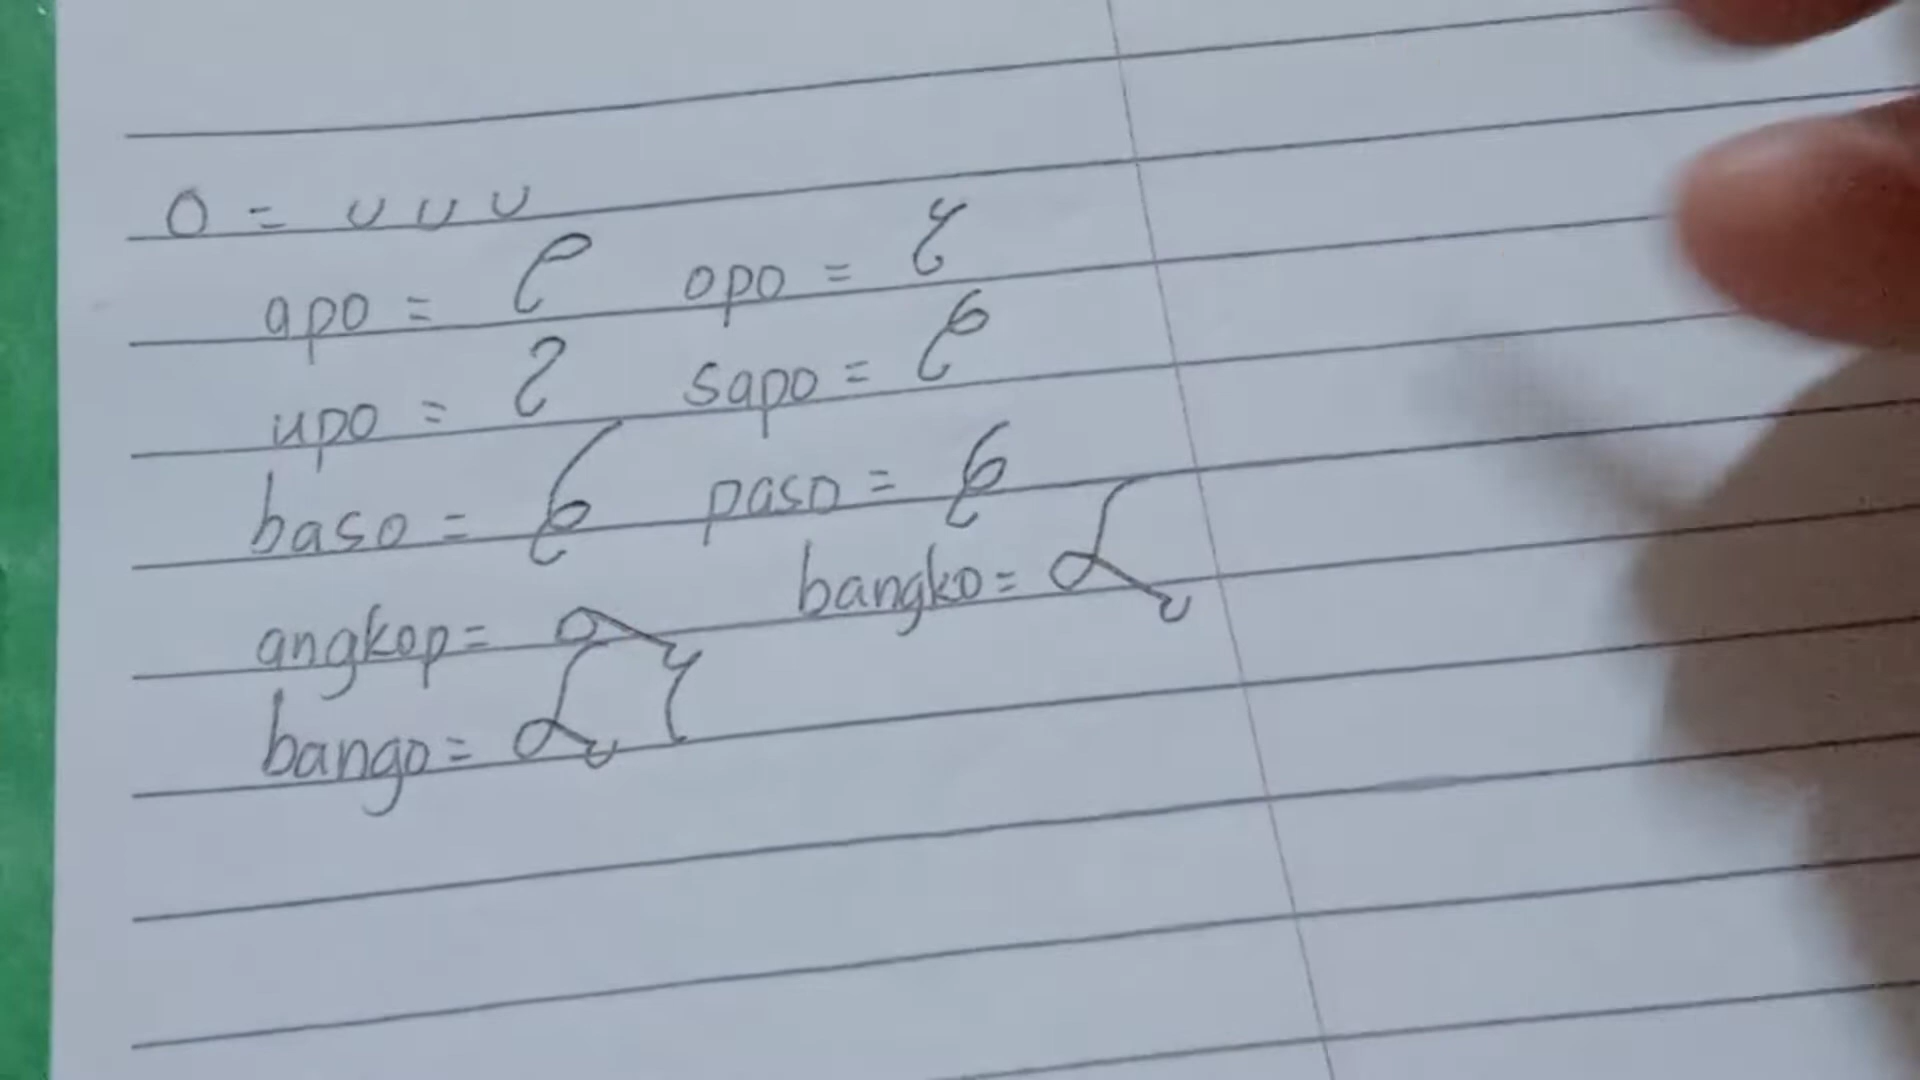 O = u u u
apo = opo =
upo = sapo =
baso = paso =
bangko =
angkop =
bango =